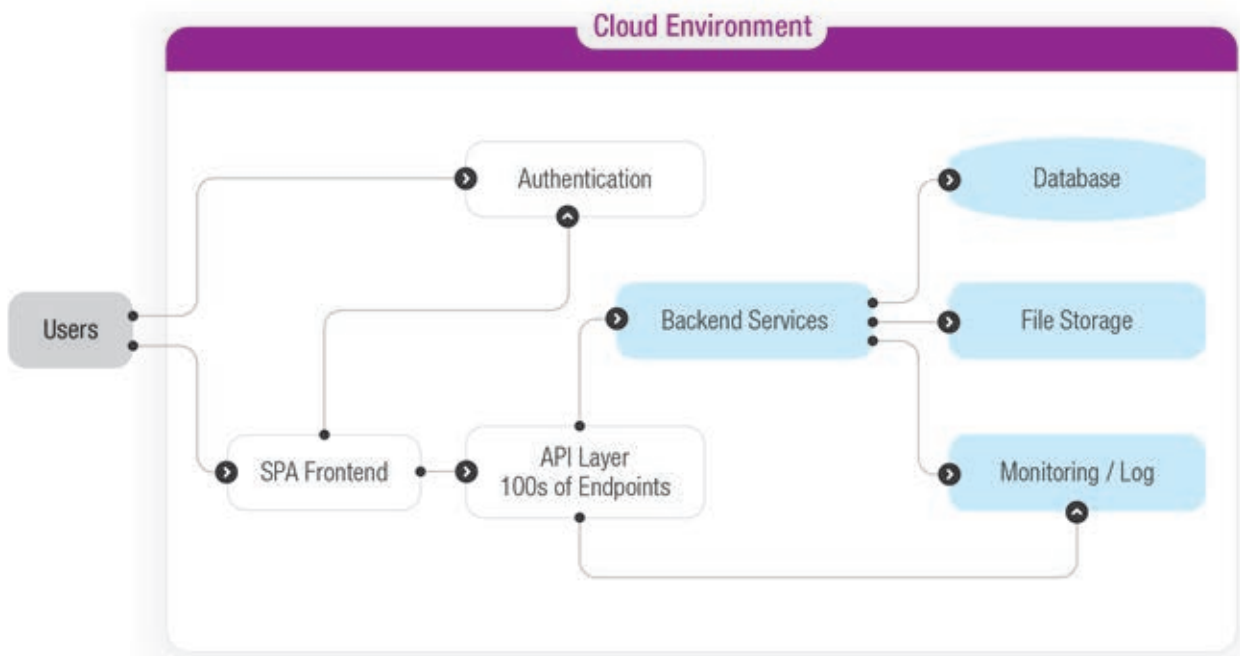 Cloud Environment
Authentication
Database
Users
Backend Services
File Storage
SPA Frontend
API Layer
100s of Endpoints
Monitoring / Log